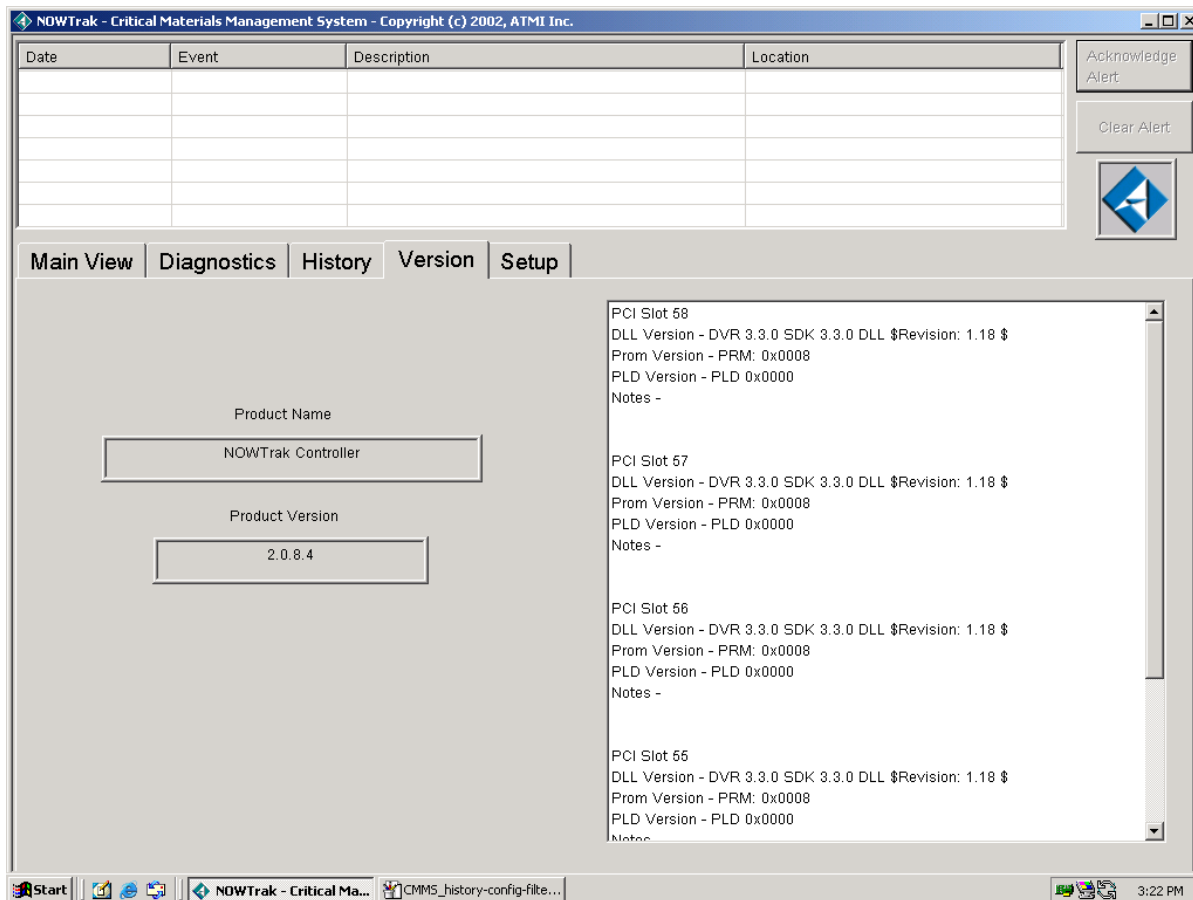 NOWTrak - Critical Materials Management System - Copyright (c) 2002, ATMI Inc.
Date Event Description Location
Acknowledge
Alert
Clear Alert
Main View Diagnostics History Version Setup
Product Name
NOWTrak Controller
Product Version
2.0.8.4
PCI Slot 58
DLL Version - DVR 3.3.0 SDK 3.3.0 DLL $Revision: 1.18 $
Prom Version - PRM: 0x0008
PLD Version - PLD 0x0000
Notes -
PCI Slot 57
DLL Version - DVR 3.3.0 SDK 3.3.0 DLL $Revision: 1.18 $
Prom Version - PRM: 0x0008
PLD Version - PLD 0x0000
Notes -
PCI Slot 56
DLL Version - DVR 3.3.0 SDK 3.3.0 DLL $Revision: 1.18 $
Prom Version - PRM: 0x0008
PLD Version - PLD 0x0000
Notes -
PCI Slot 55
DLL Version - DVR 3.3.0 SDK 3.3.0 DLL $Revision: 1.18 $
Prom Version - PRM: 0x0008
PLD Version - PLD 0x0000
Notes
Start NOWTrak - Critical Ma... CMMS_history-config-filte... 3:22 PM